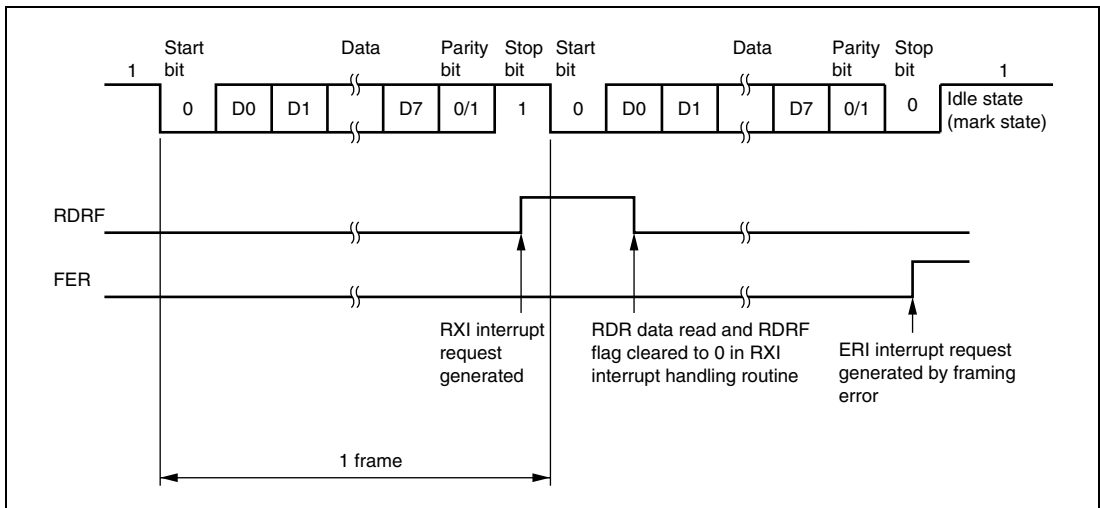 Start Data Parity Stop Start Data Parity Stop
1 bit bit bit bit bit bit 1
0 D0 D1 D7 0/1 1 0 D0 D1 D7 0/1 0 Idle state
(mark state)
RDRF
FER
RXI interrupt
request
generated
RDR data read and RDRF
flag cleared to 0 in RXI
interrupt handling routine
ERI interrupt request
generated by framing
error
1 frame